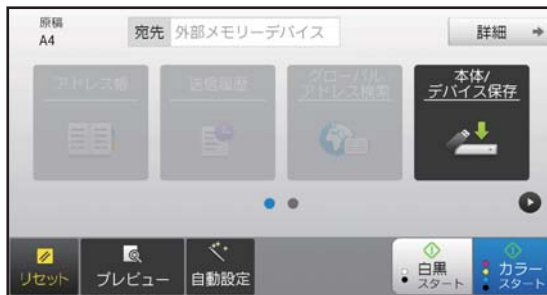 原稿
A4
宛先 外部メモリーデバイス
詳細
アドレス帳
送信履歴
グローバル
アドレス検索
本体/
デバイス保存
リセット
プレビュー
自動設定
白黒
スタート
カラー
スタート